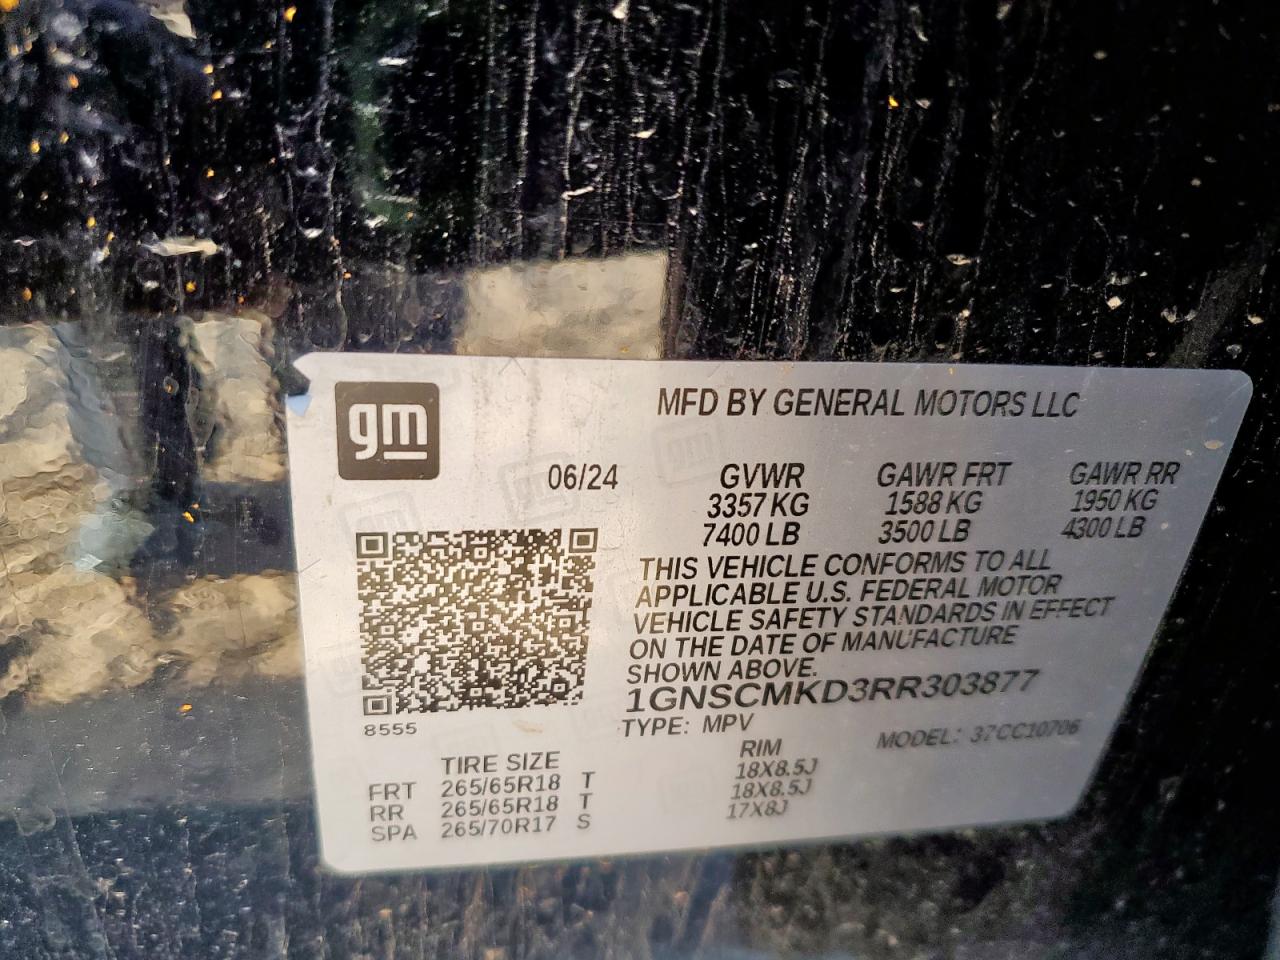 gm
MFD BY GENERAL MOTORS LLC
06/24 GVWR GAWR FRT GAWR RR
3357 KG 1588 KG 1950 KG
7400 LB 3500 LB 4300 LB
THIS VEHICLE CONFORMS TO ALL
APPLICABLE U.S. FEDERAL MOTOR
VEHICLE SAFETY STANDARDS IN EFFECT
ON THE DATE OF MANUFACTURE
SHOWN ABOVE.
1GNSCMKD3RR303877
8555
TYPE: MPV MODEL: 37CC10706
TIRE SIZE RIM
FRT 265/65R18 T 18X8.5J
RR 265/65R18 T 18X8.5J
SPA 265/70R17 S 17X8J